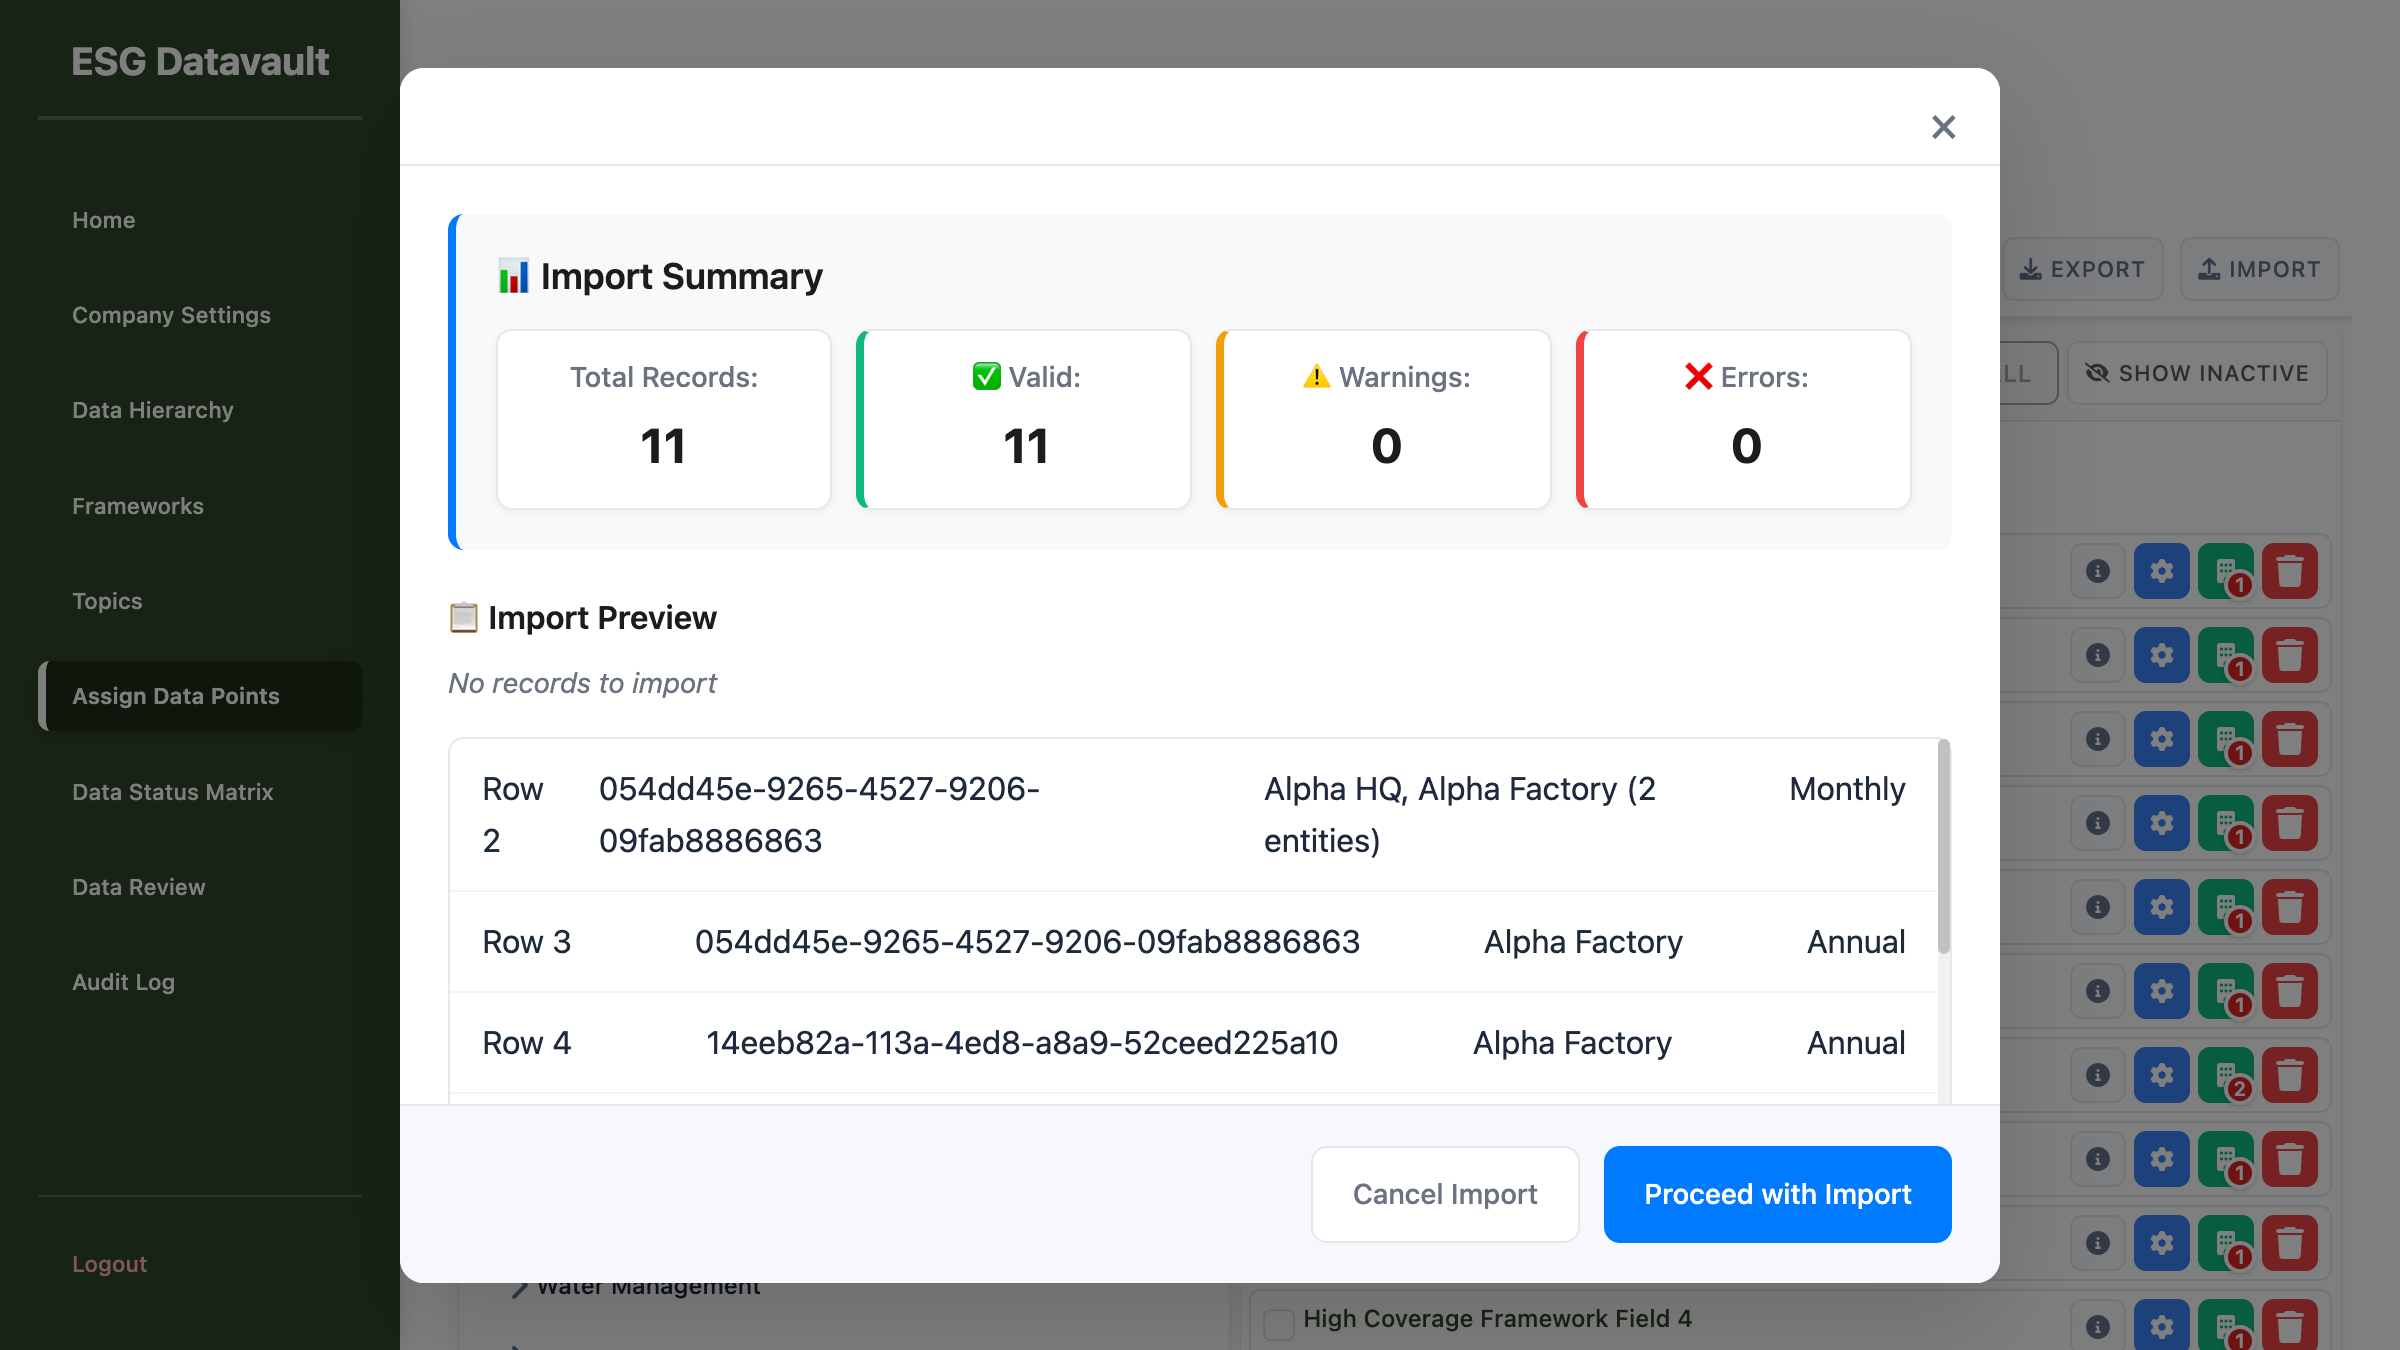 ESG Datavault
Home
Company Settings
Data Hierarchy
Frameworks
Topics
Assign Data Points
Data Status Matrix
Data Review
Audit Log
Logout
EXPORT
IMPORT
LL
SHOW INACTIVE
Import Summary
Total Records:
11
Valid:
11
Warnings:
0
Errors:
0
Import Preview
No records to import
Row 2
054dd45e-9265-4527-9206-
09fab8886863
Alpha HQ, Alpha Factory (2
entities)
Monthly
Row 3
054dd45e-9265-4527-9206-09fab8886863
Alpha Factory
Annual
Row 4
14eeb82a-113a-4ed8-a8a9-52ceed225a10
Alpha Factory
Annual
Cancel Import
Proceed with Import
1
1
1
1
1
1
2
1
1
1
Water Management
High Coverage Framework Field 4